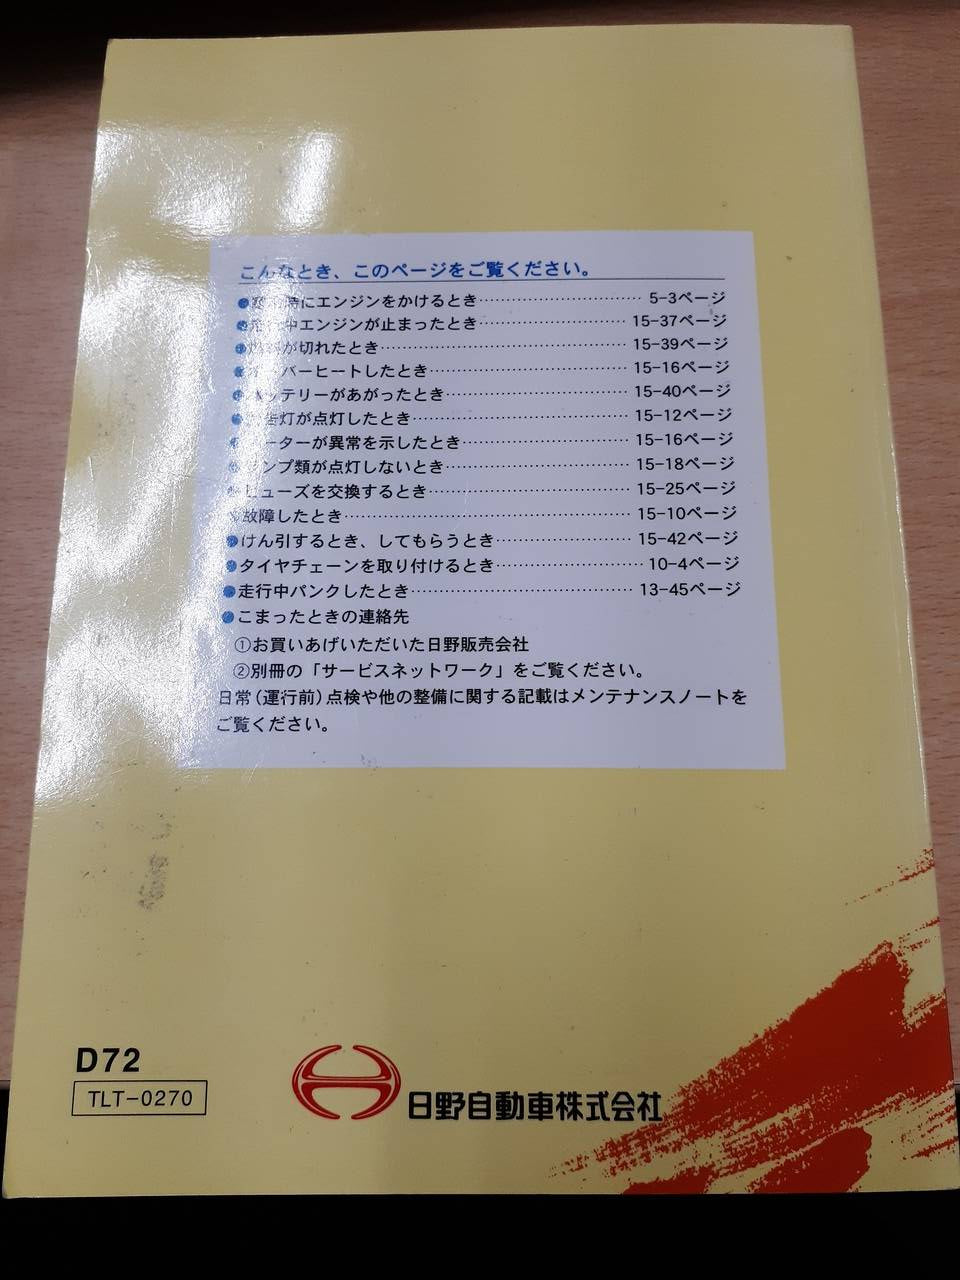 こんなとき、このページをご覧ください。
●寒冷時にエンジンをかけるとき…………………………5-3ページ
●走行中エンジンが止まったとき………………………15-37ページ
●燃料が切れたとき………………………………………15-39ページ
●オーバーヒートしたとき………………………………15-16ページ
●バッテリーがあがったとき……………………………15-40ページ
●警告灯が点灯したとき…………………………………15-12ページ
●メーターが異常を示したとき…………………………15-16ページ
●ランプ類が点灯しないとき……………………………15-18ページ
●ヒューズを交換するとき………………………………15-25ページ
●故障したとき……………………………………………15-10ページ
●けん引するとき、してもらうとき……………………15-42ページ
●タイヤチェーンを取り付けるとき………………………10-4ページ
●走行中パンクしたとき…………………………………13-45ページ
●こまったときの連絡先
①お買いあげいただいた日野販売会社
②別冊の「サービスネットワーク」をご覧ください。
日常(運行前)点検や他の整備に関する記載はメンテナンスノートを
ご覧ください。
D72
TLT-0270
日野自動車株式会社